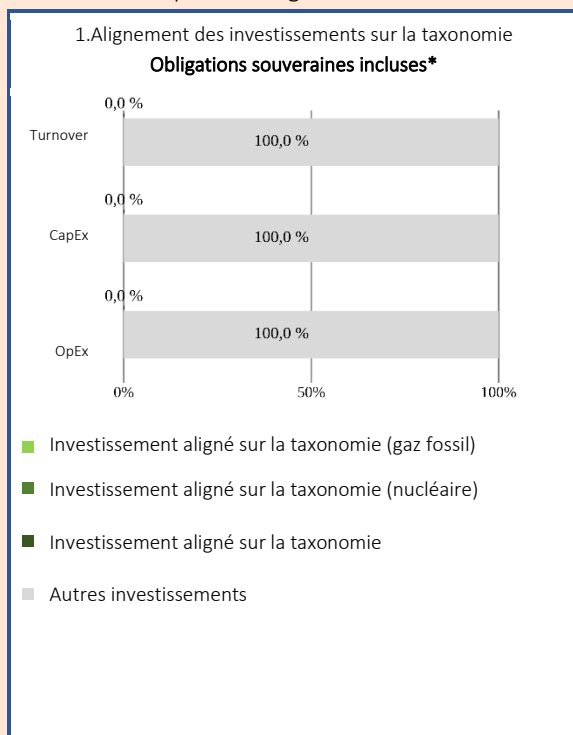 1.Alignement des investissements sur la taxonomie
Obligations souveraines incluses*
0,0 %
Turnover
100,0 %
0,0 %
CapEx
100,0 %
0,0 %
OpEx
100,0 %
0%
50%
100%
Investissement aligné sur la taxonomie (gaz fossil)
Investissement aligné sur la taxonomie (nucléaire)
Investissement aligné sur la taxonomie
Autres investissements